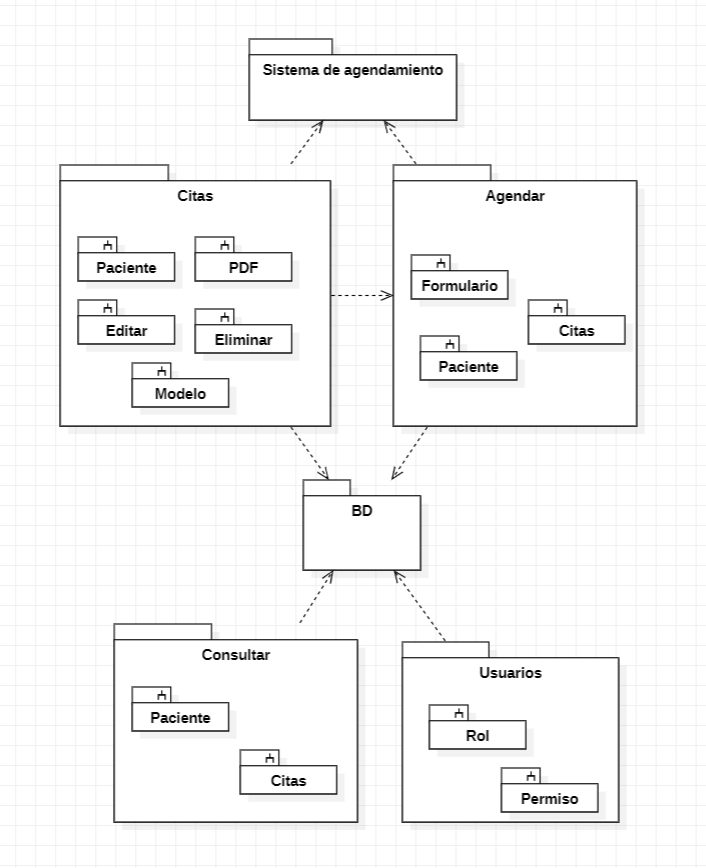 Sistema de agendamiento
Citas
Paciente
PDF
Editar
Eliminar
Modelo
Agendar
Formulario
Citas
Paciente
BD
Consultar
Paciente
Citas
Usuarios
Rol
Permiso